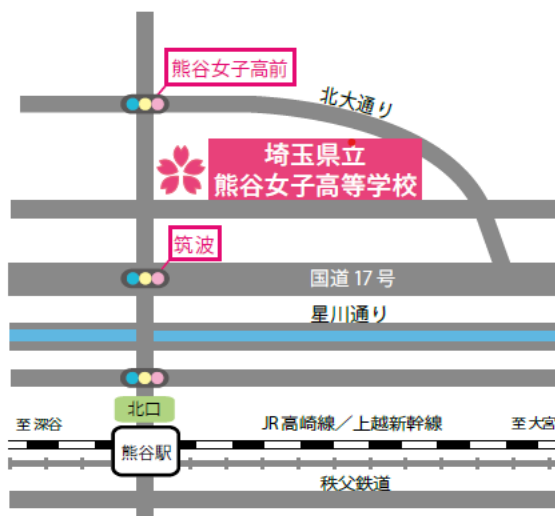 熊谷女子高前
北大通り
埼玉県立
熊谷女子高等学校
筑波
国道17号
星川通り
北口
至深谷
JR高崎線／上越新幹線
至大宮
熊谷駅
秩父鉄道